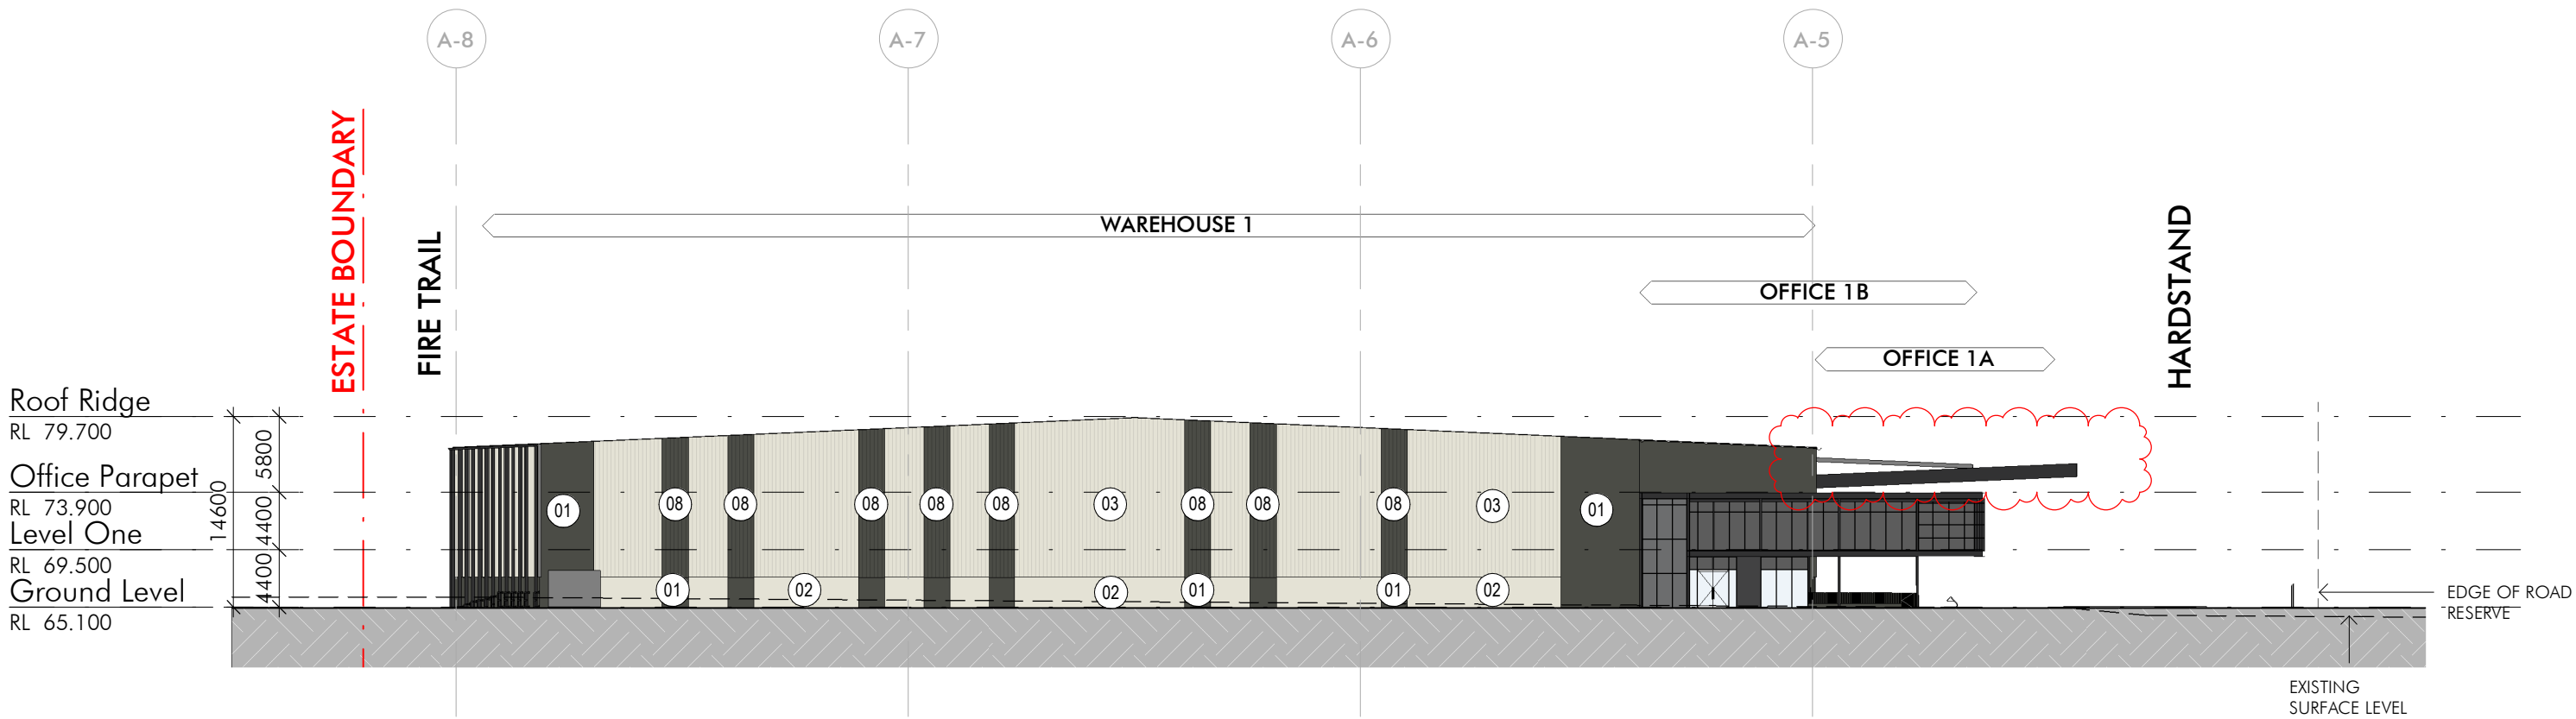 A-8
A-7
A-6
A-5
ESTATE BOUNDARY
FIRE TRAIL
WAREHOUSE 1
OFFICE 1B
OFFICE 1A
HARDSTAND
Roof Ridge
RL 79.700
Office Parapet
RL 73.900
Level One
RL 69.500
Ground Level
RL 65.100
14600
5800
4400
4400
01
08
08
08
08
08
03
08
08
08
03
01
01
02
02
01
01
02
EDGE OF ROAD
RESERVE
EXISTING
SURFACE LEVEL